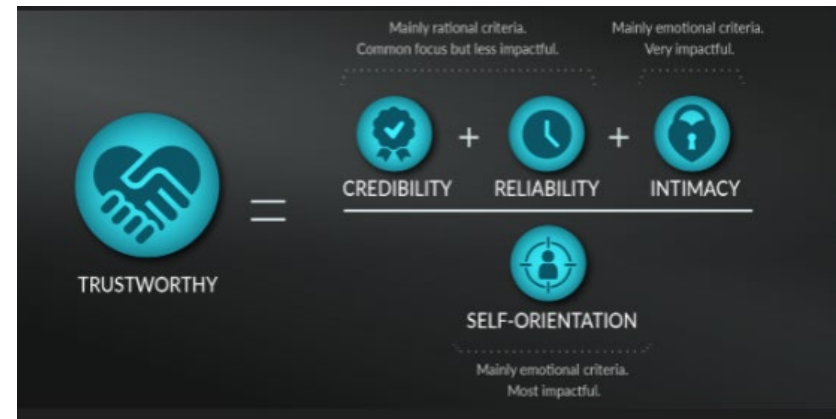 Mainly rational criteria.
Common focus but less impactful.
Mainly emotional criteria.
Very impactful.
+
+
CREDIBILITY
RELIABILITY
INTIMACY
=
TRUSTWORTHY
SELF-ORIENTATION
Mainly emotional criteria.
Most impactful.